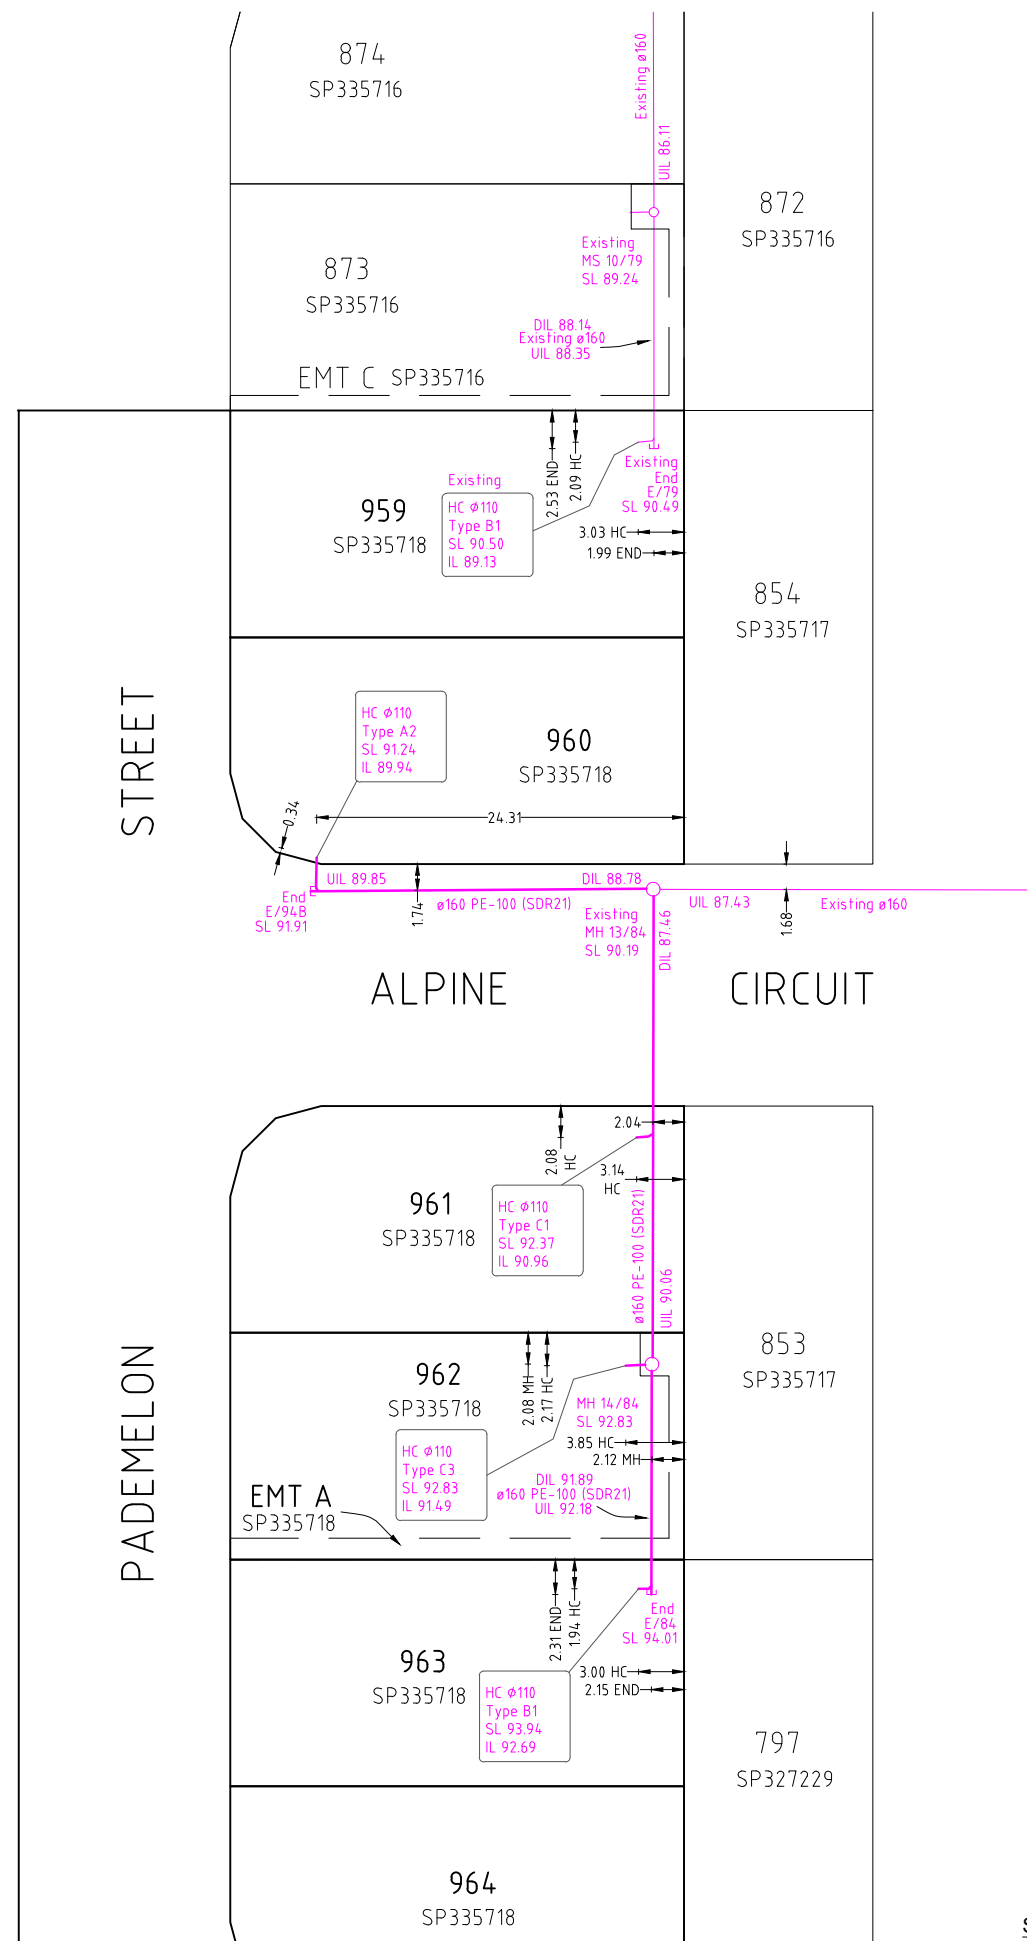 874
SP335716
Existing ø160
UIL 86.11
872
SP335716
873
SP335716
Existing
MS 10/79
SL 89.24
DIL 88.14
Existing ø160
UIL 88.35
EMT C SP335716
2.53 END
2.09 HC
Existing
End
E/79
SL 90.49
Existing
HC ø110
Type B1
SL 90.50
IL 89.13
959
SP335718
3.03 HC
1.99 END
854
SP335717
STREET
HC ø110
Type A2
SL 91.24
IL 89.94
960
SP335718
0.34
24.31
UIL 89.85
DIL 88.78
End
E/94B
SL 91.91
1.74
ø160 PE-100 (SDR21)
Existing
MH 13/84
SL 90.19
DIL 87.46
UIL 87.43
1.68
Existing ø160
ALPINE CIRCUIT
2.04
2.08
HC
3.14
HC
961
SP335718
HC ø110
Type C1
SL 92.37
IL 90.96
ø160 PE-100 (SDR21)
UIL 90.06
853
SP335717
PADEMELON
962
SP335718
2.08 MH
2.17 HC
MH 14/84
SL 92.83
3.85 HC
2.12 MH
HC ø110
Type C3
SL 92.83
IL 91.49
DIL 91.89
ø160 PE-100 (SDR21)
UIL 92.18
EMT A
SP335718
2.31 END
1.94 HC
End
E/84
SL 94.01
963
SP335718
3.00 HC
2.15 END
HC ø110
Type B1
SL 93.94
IL 92.69
797
SP327229
964
SP335718
S